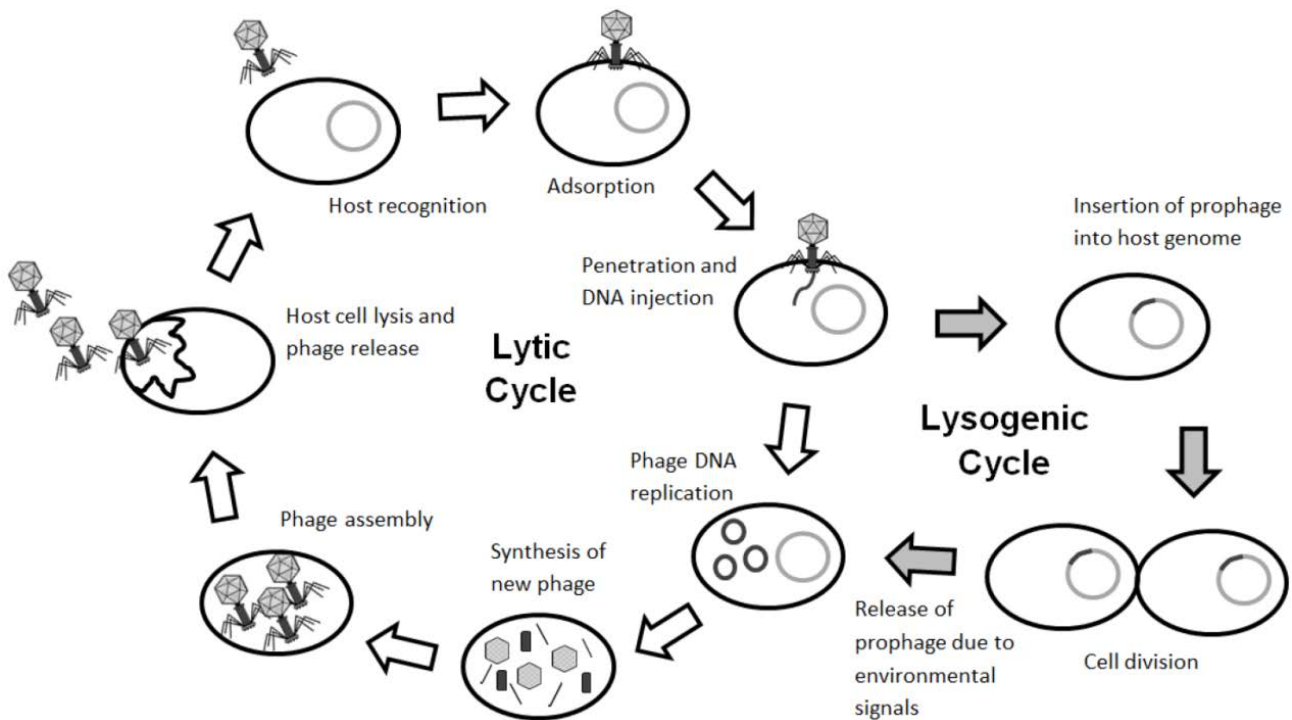 Host recognition
Adsorption
Penetration and
DNA injection
Insertion of prophage
into host genome
Host cell lysis and
phage release
Lytic
Cycle
Lysogenic
Cycle
Phage DNA
replication
Phage assembly
Synthesis of
new phage
Release of
prophage due to
environmental
signals
Cell division